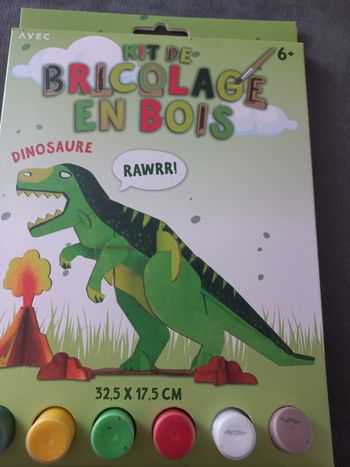 AVEC
KIT DE
6+
BRICOLAGE
EN BOIS
DINOSAURE
RAWRR!
32,5 X 17,5 CM